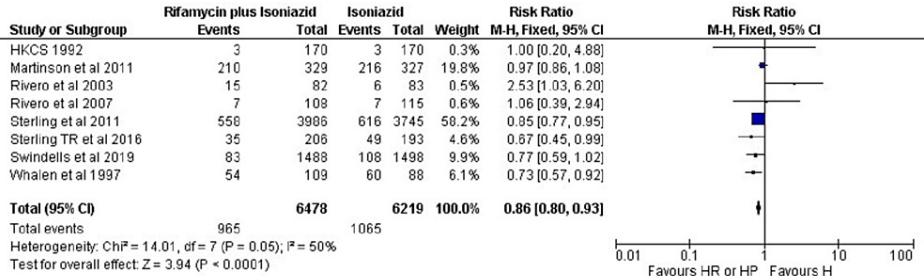 Rifamycin plus Isoniazid Isoniazid Risk Ratio Risk Ratio
Study or Subgroup Events Total Events Total Weight M-H, Fixed, 95% CI M-H, Fixed, 95% CI
HKCS 1992 3 170 3 170 0.3% 1.00 [0.20, 4.88]
Martinson et al 2011 210 329 216 327 19.8% 0.97 [0.86, 1.08]
Rivero et al 2003 15 82 6 83 0.5% 2.53 [1.03, 6.20]
Rivero et al 2007 7 108 7 115 0.6% 1.06 [0.39, 2.94]
Sterling et al 2011 558 3986 616 3745 58.2% 0.85 [0.77, 0.95]
Sterling TR et al 2016 35 206 49 193 4.6% 0.67 [0.45, 0.99]
Swindells et al 2019 83 1488 108 1498 9.9% 0.77 [0.59, 1.02]
Whalen et al 1997 54 109 60 88 6.1% 0.73 [0.57, 0.92]
Total (95% CI) 6478 6219 100.0% 0.86 [0.80, 0.93]
Total events 965 1065
Heterogeneity: Chi² = 14.01, df = 7 (P = 0.05); I² = 50%
Test for overall effect: Z = 3.94 (P < 0.0001)
0.01 0.1 1 10 100
Favours HR or HP Favours H